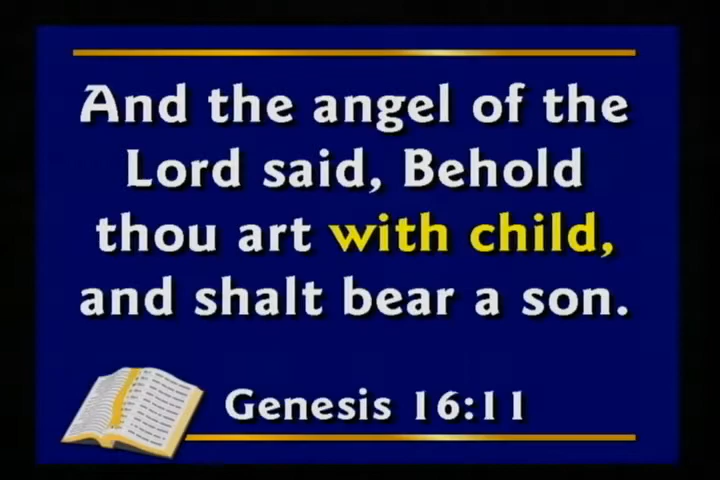 And the angel of the
Lord said, Behold
thou art with child,
and shalt bear a son.
Genesis 16:11